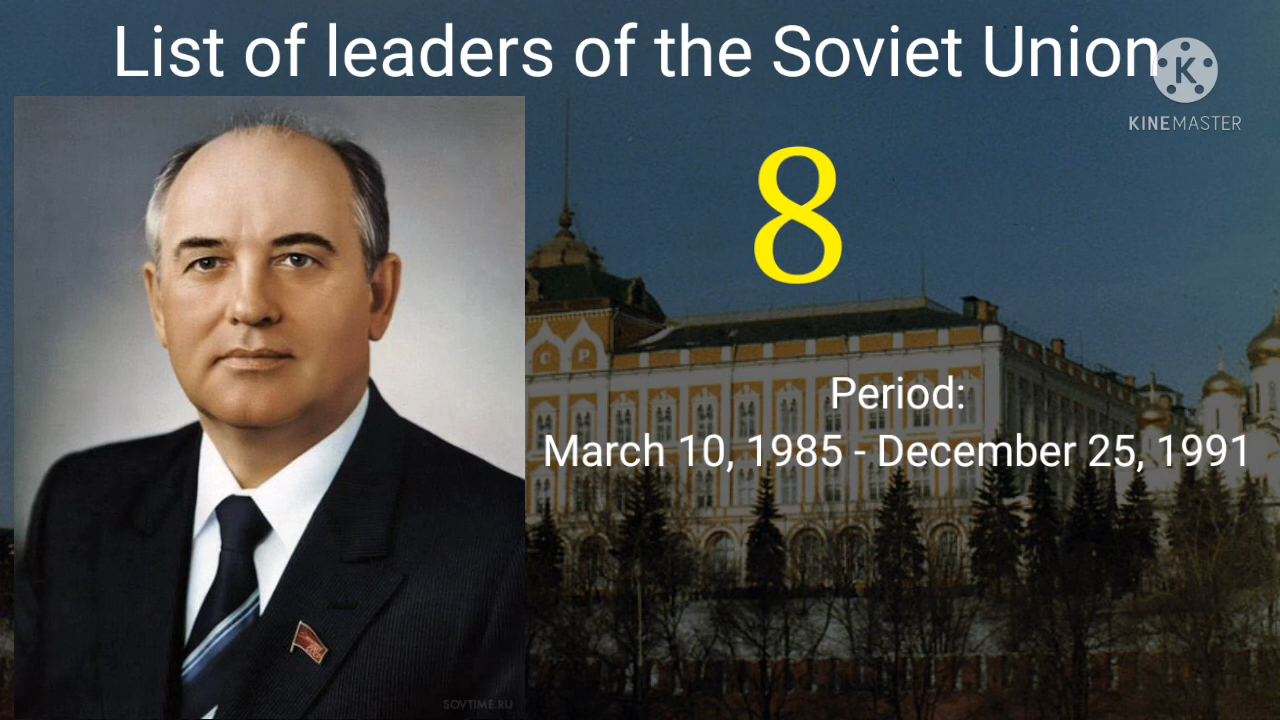 List of leaders of the Soviet Union
K
KINEMASTER
8
Period:
March 10, 1985 - December 25, 1991
С Р
SOVTIME.RU